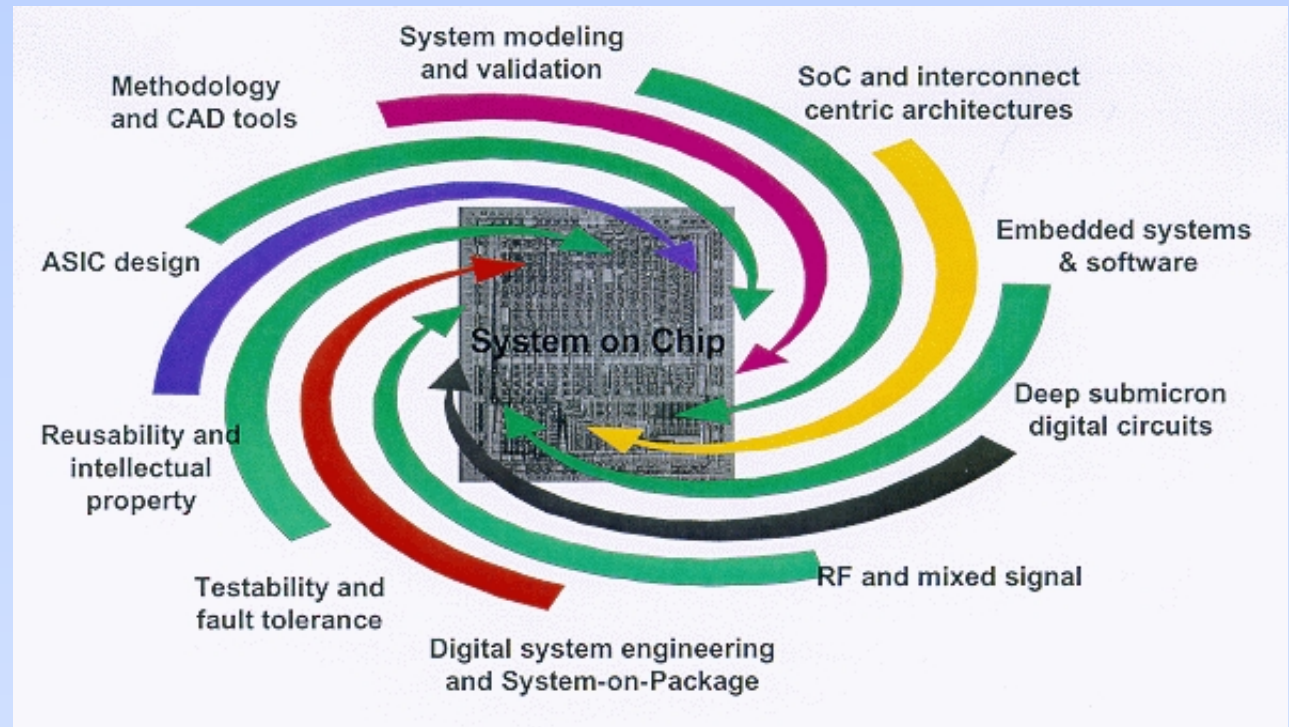 System modeling
and validation
Methodology
and CAD tools
SoC and interconnect
centric architectures
Embedded systems
& software
ASIC design
System on Chip
Deep submicron
digital circuits
Reusability and
intellectual
property
RF and mixed signal
Testability and
fault tolerance
Digital system engineering
and System-on-Package